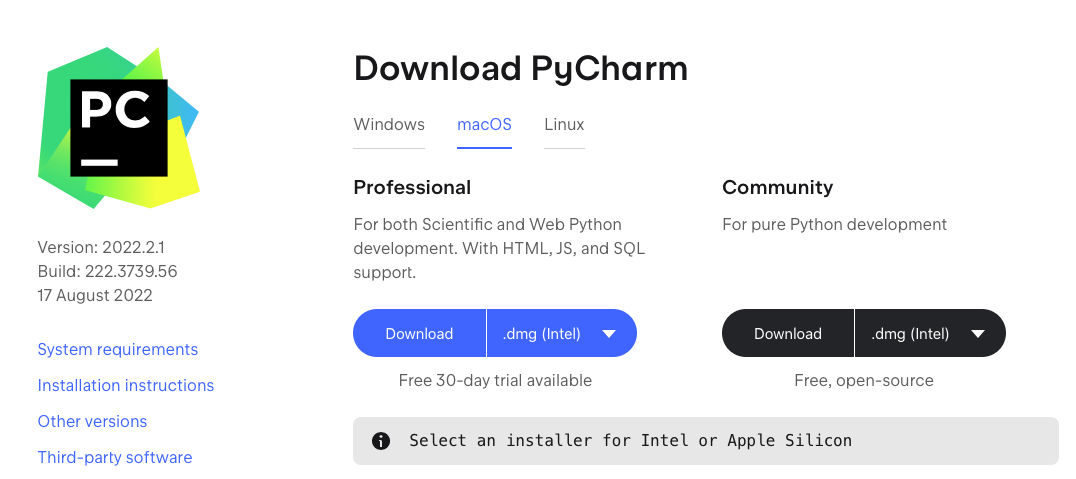 PC
Download PyCharm
Windows macOS Linux
Professional
For both Scientific and Web Python
development. With HTML, JS, and SQL
support.
Download .dmg (Intel)
Free 30-day trial available
Community
For pure Python development
Download .dmg (Intel)
Free, open-source
Select an installer for Intel or Apple Silicon
Version: 2022.2.1
Build: 222.3739.56
17 August 2022
System requirements
Installation instructions
Other versions
Third-party software